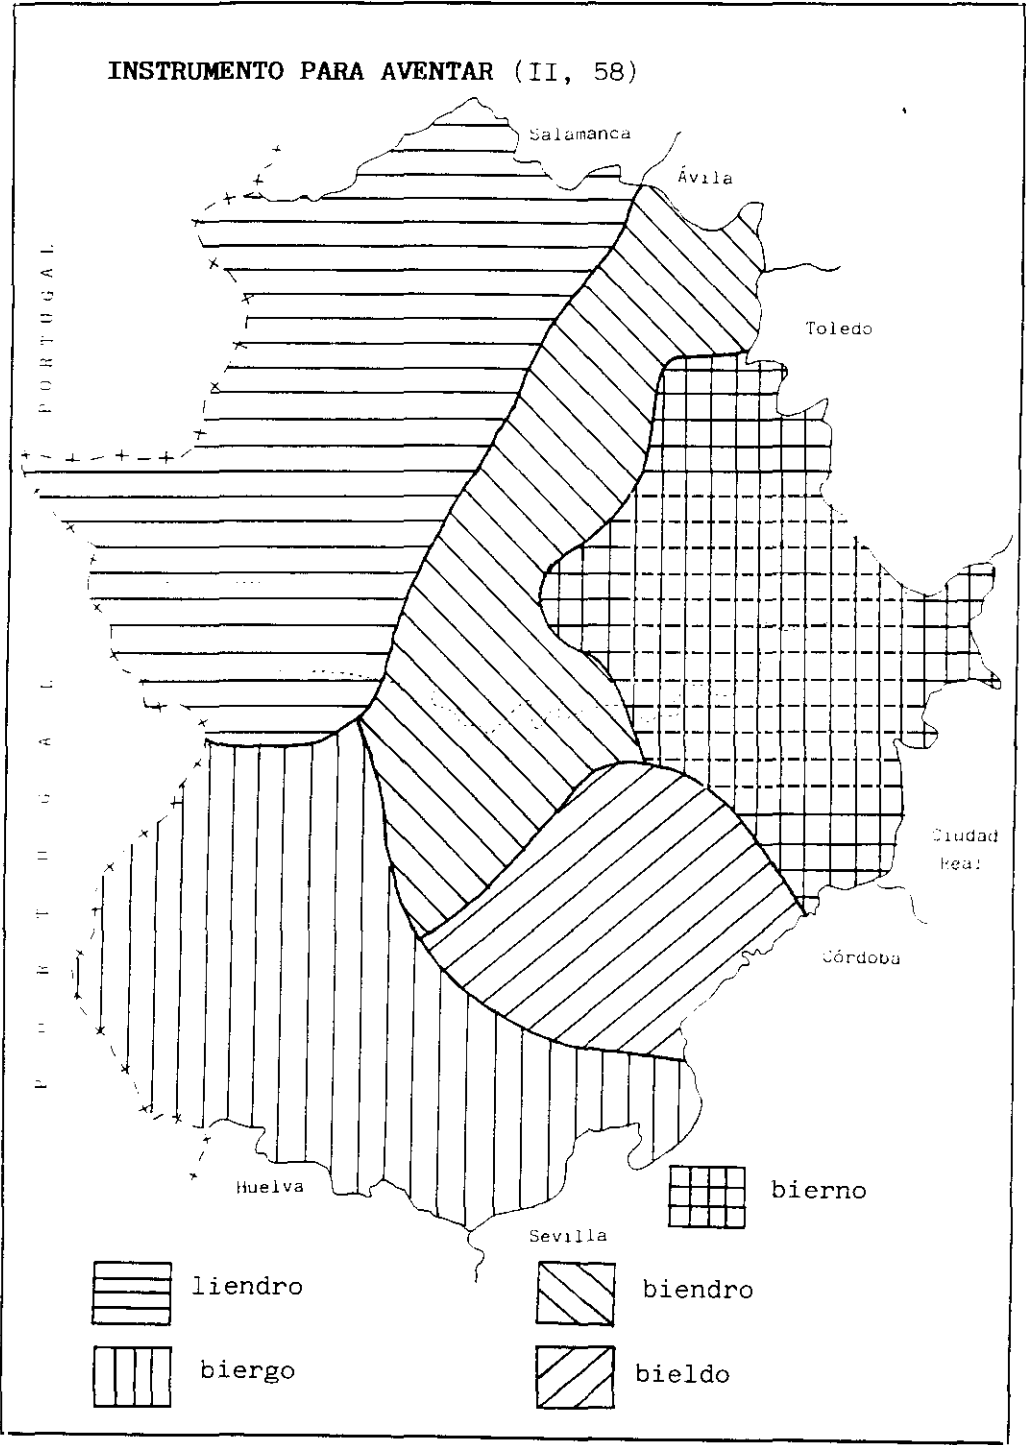 INSTRUMENTO PARA AVENTAR (II, 58)
Salamanca
Ávila
PORTUGAL
Toledo
PORTUGAL
Ciudad
Real
Córdoba
Huelva
bierno
Sevilla
liendro
biendro
biergo
bieldo